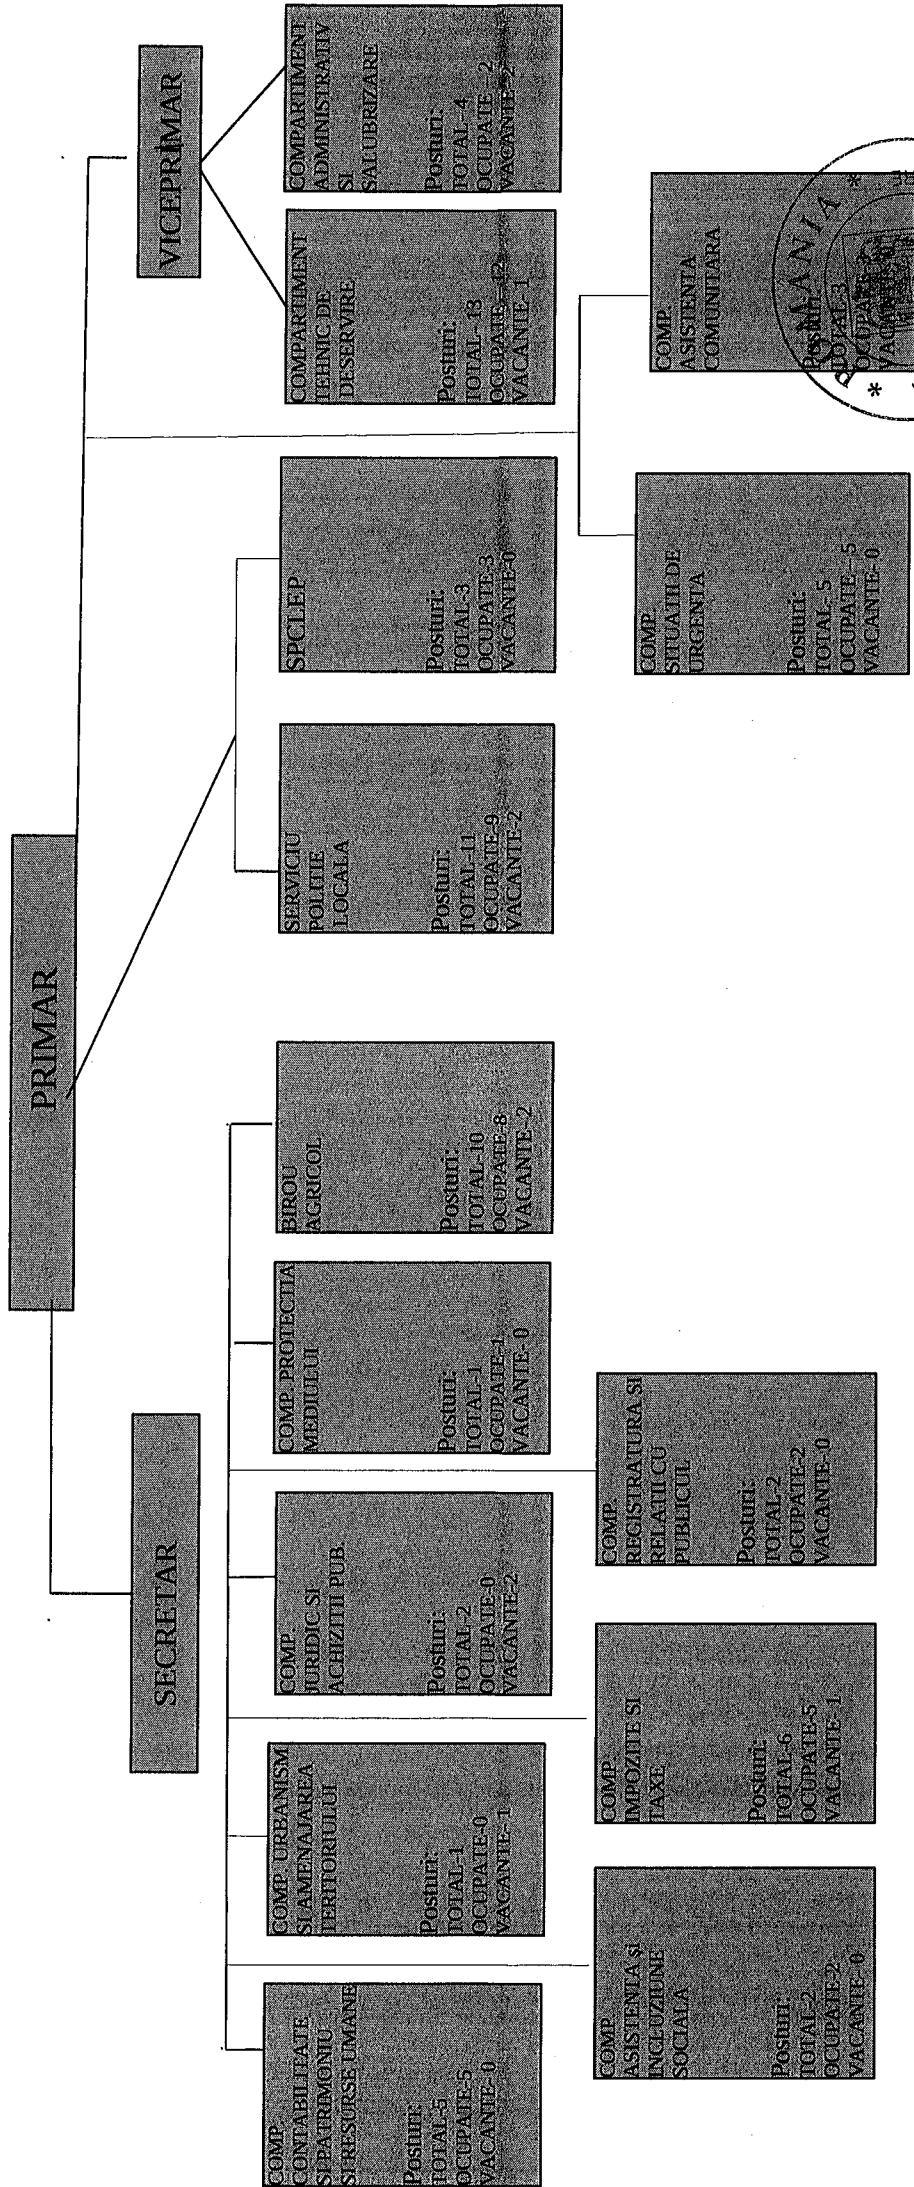 PRIMAR
SECRETAR
VICEPRIMAR
COMP.
CONTABILITATE
SI PATRIMONIU
SI RESURSE UMANE
Posturi:
TOTAL-5
OCUPATE-5
VACANTE-0
COMP. URBANISM
SI AMENAJAREA
TERITORIULUI
Posturi:
TOTAL-1
OCUPATE-0
VACANTE- 1
COMP.
JURIDIC SI
ACHIZITII PUB.
Posturi:
TOTAL-2
OCUPATE-0
VACANTE-2
COMP. PROTECTIA
MEDIULUI
Posturi:
TOTAL-1
OCUPATE-1
VACANTE- 0
BIROU
AGRICOL
Posturi:
TOTAL-10
OCUPATE-8
VACANTE-2
SERVICIU
POLITIE
LOCALA
Posturi:
TOTAL-11
OCUPATE-9
VACANTE-2
SPCLEP
Posturi:
TOTAL-3
OCUPATE-3
VACANTE-0
COMPARTIMENT
TEHNIC DE
DESERVIRE
Posturi:
TOTAL-13
OCUPATE-12
VACANTE- 1
COMPARTIMENT
ADMINISTRATIV
SI
SALUBRIZARE
Posturi:
TOTAL-4
OCUPATE -2
VACANTE-2
COMP.
ASISTENTA şi
INCLUZIUNE
SOCIALA
Posturi:
TOTAL-2
OCUPATE-2
VACANTE- 0
COMP.
IMPOZITE SI
TAXE
Posturi:
TOTAL-6
OCUPATE-5
VACANTE- 1
COMP.
REGISTRATURA SI
RELATII CU
PUBLICUL
Posturi:
TOTAL-2
OCUPATE-2
VACANTE-0
COMP.
SITUATII DE
URGENTA
Posturi:
TOTAL- 5
OCUPATE -5
VACANTE- 0
COMP.
ASISTENTA
COMUNITARA
Posturi:
TOTAL-3
OCUPATE
VACANTE
* ROMANIA *